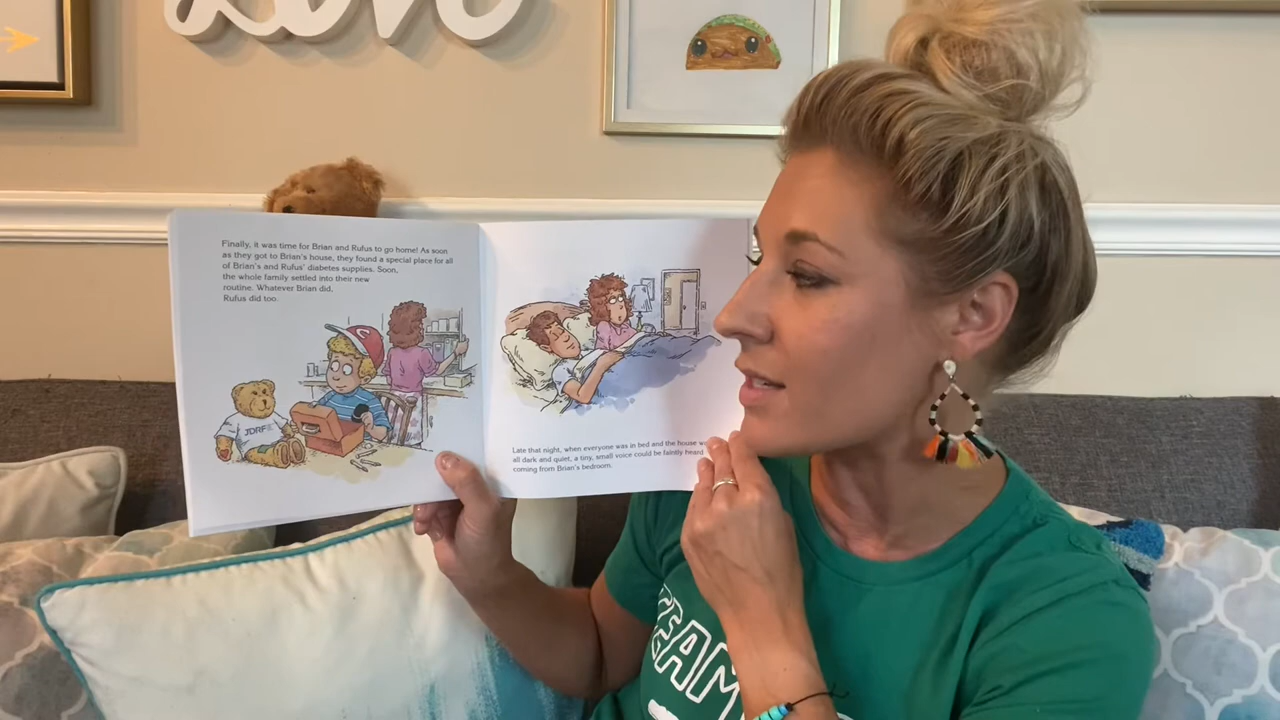 Love
Finally, it was time for Brian and Rufus to go home! As soon
as they got to Brian's house, they found a special place for all
of Brian's and Rufus' diabetes supplies. Soon,
the whole family settled into their new
routine. Whatever Brian did,
Rufus did too.
JDRF
C
Late that night, when everyone was in bed and the house
all dark and quiet, a tiny, small voice could be faintly heard
coming from Brian's bedroom.
TEAM